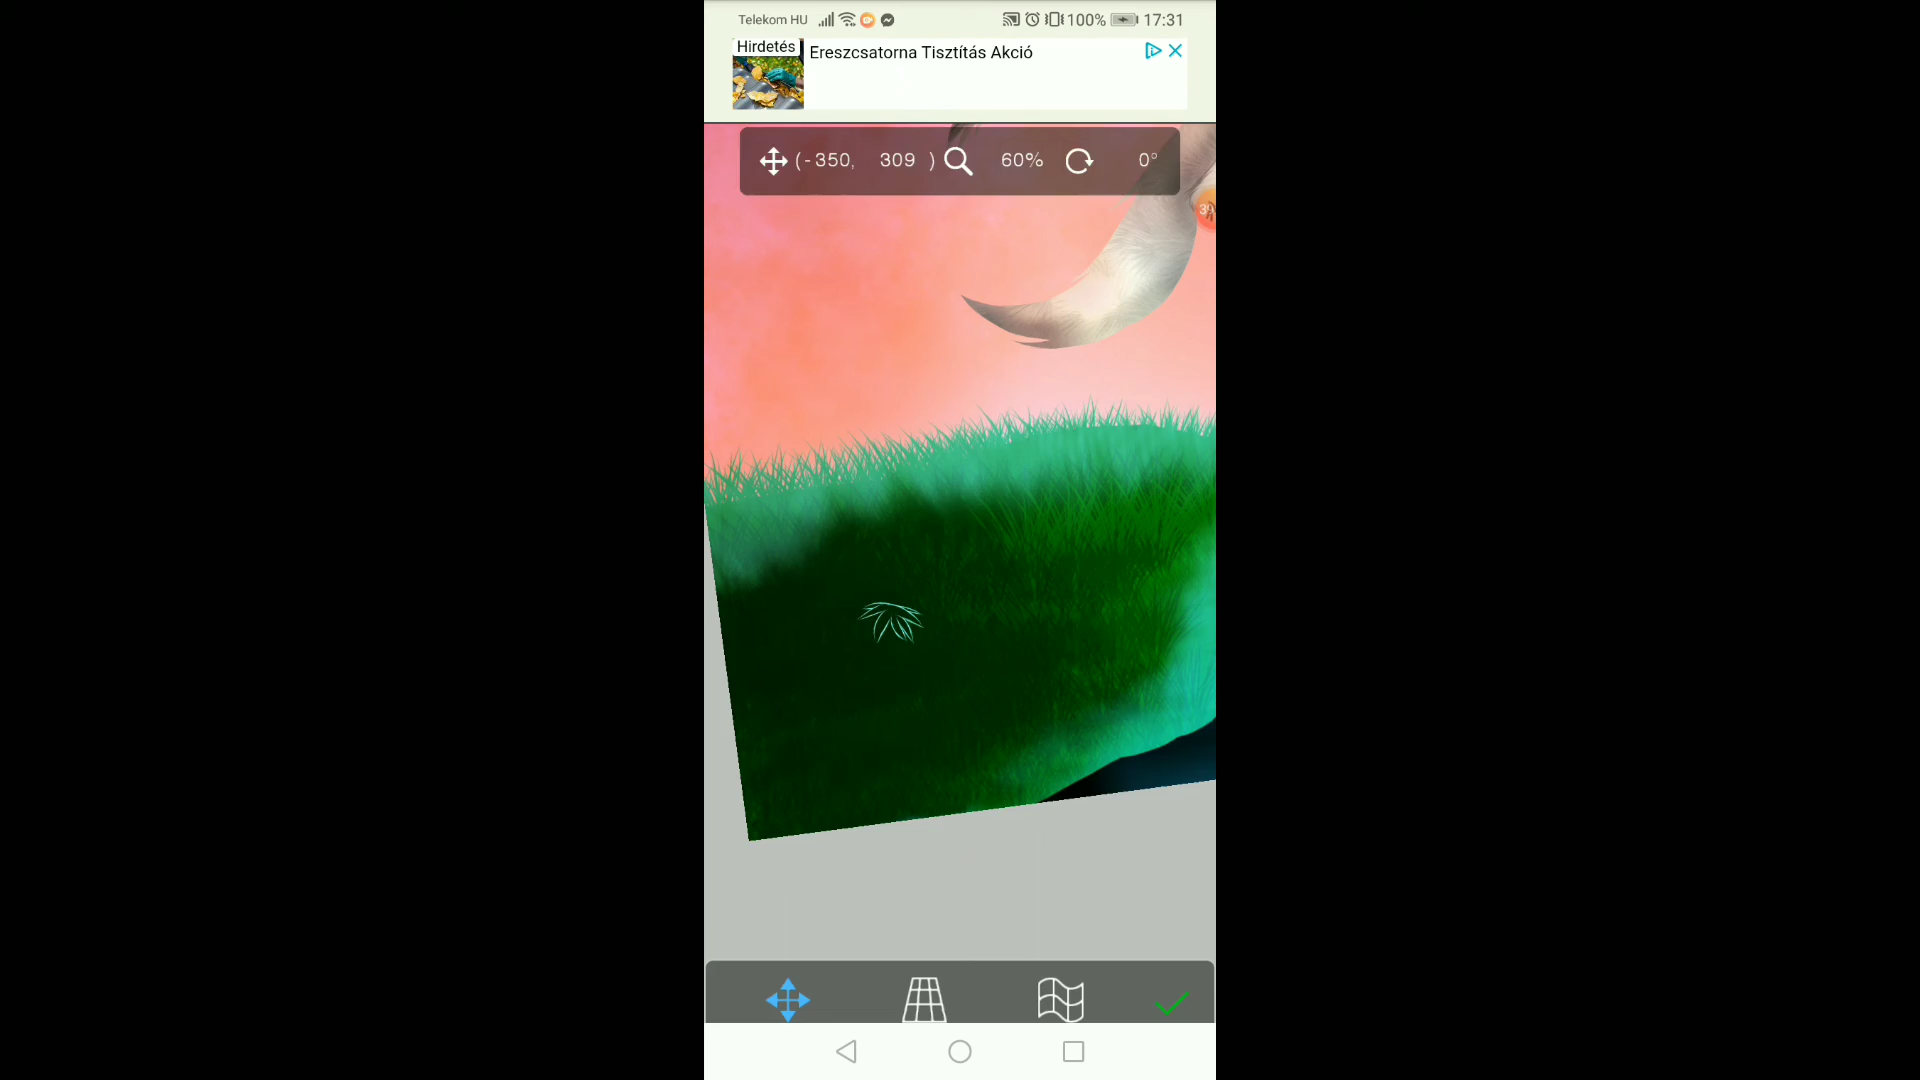 Telekom HU 100% 17:31
Hirdetés
Ereszcsatorna Tisztítás Akció
(-350, 309 ) 60% 0°